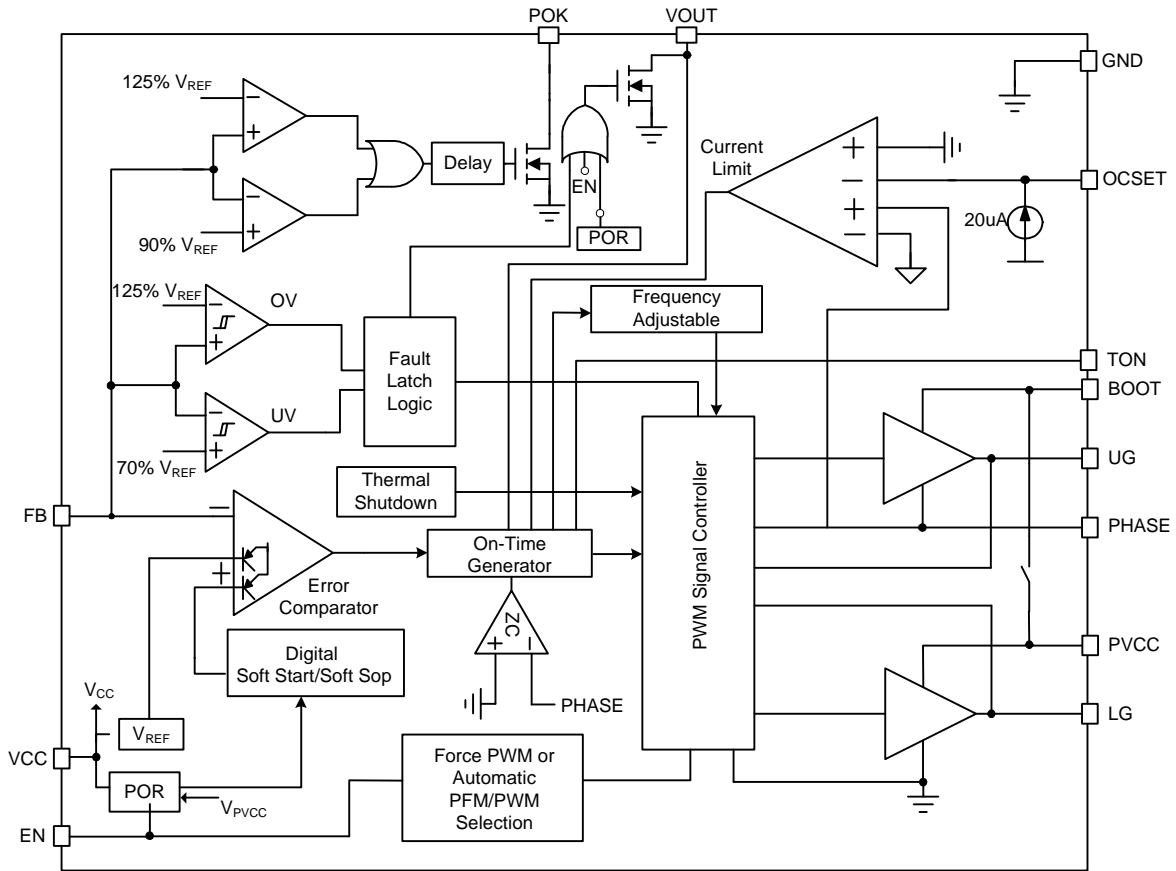 POK
VOUT
GND
125% VREF
−
+
−
+
90% VREF
Delay
EN
POR
Current
Limit
+
−
+
−
OCSET
20uA
125% VREF
−
+
OV
−
+
UV
70% VREF
Fault
Latch
Logic
Frequency
Adjustable
TON
BOOT
UG
PHASE
PVCC
LG
Thermal
Shutdown
PWM Signal Controller
FB
−
+
Error
Comparator
On-Time
Generator
ZC
+
−
PHASE
Digital
Soft Start/Soft Sop
VCC
VREF
VCC
POR
VPVCC
EN
Force PWM or
Automatic
PFM/PWM
Selection